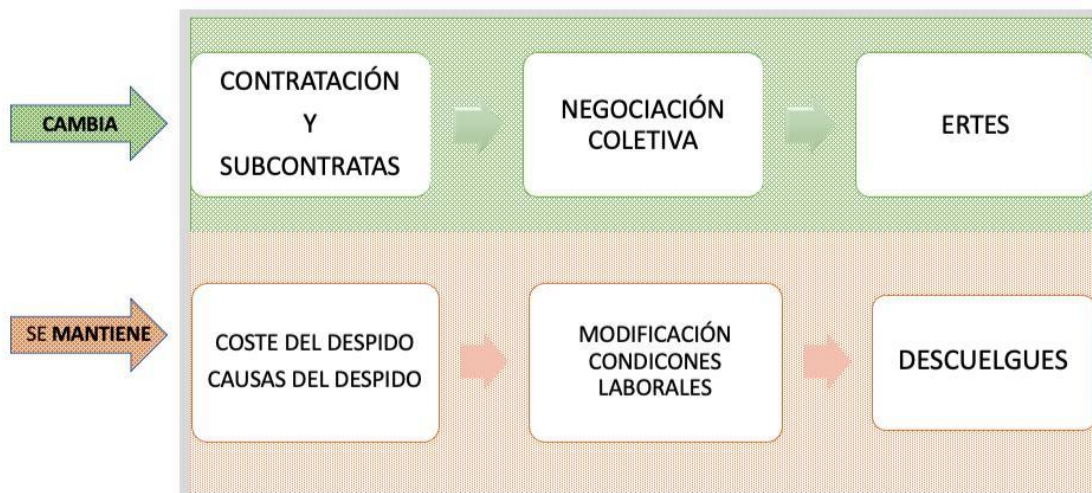 CAMBIA
CONTRATACIÓN
Y
SUBCONTRATAS
NEGOCIACIÓN
COLETIVA
ERTES
SE MANTIENE
COSTE DEL DESPIDO
CAUSAS DEL DESPIDO
MODIFICACIÓN
CONDICONES
LABORALES
DESCUELGUES